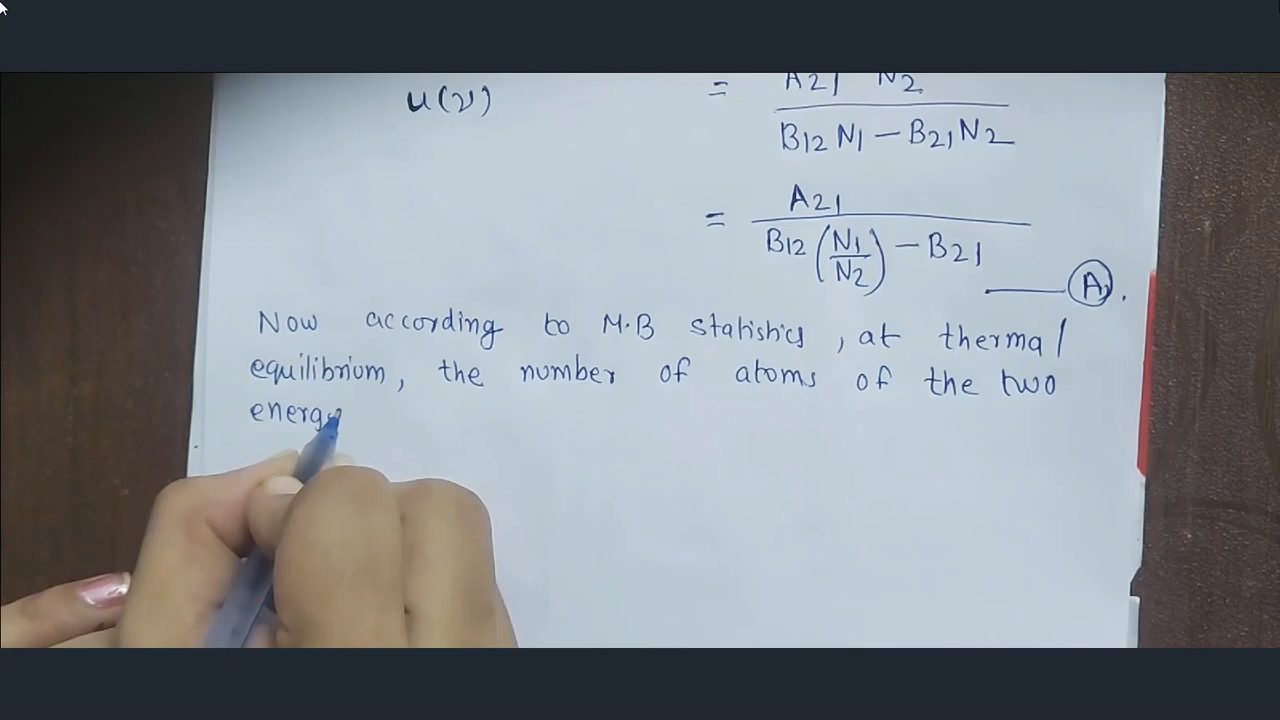 u(ν) = A21 N2 / B12 N1 − B21 N2
= A21 / B12 (N1/N2) − B21
A.
Now according to M.B statistics, at thermal
equilibrium, the number of atoms of the two
energy